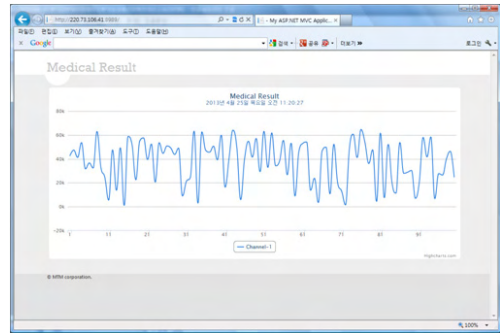 http://220.73.106.41
My ASP.NET MVC Applic...
파일(F) 편집(E) 보기(V) 즐겨찾기(A) 도구(T) 도움말(H)
Google
검색
공유
더보기 »
로그인
Medical Result
Medical Result
2013년 4월 25일 목요일 오전 11:20:27
80k
60k
40k
20k
0k
-20k
1 11 21 31 41 51 61 71 81 91
Channel-1
Highcharts.com
© MTM corporation.
100%